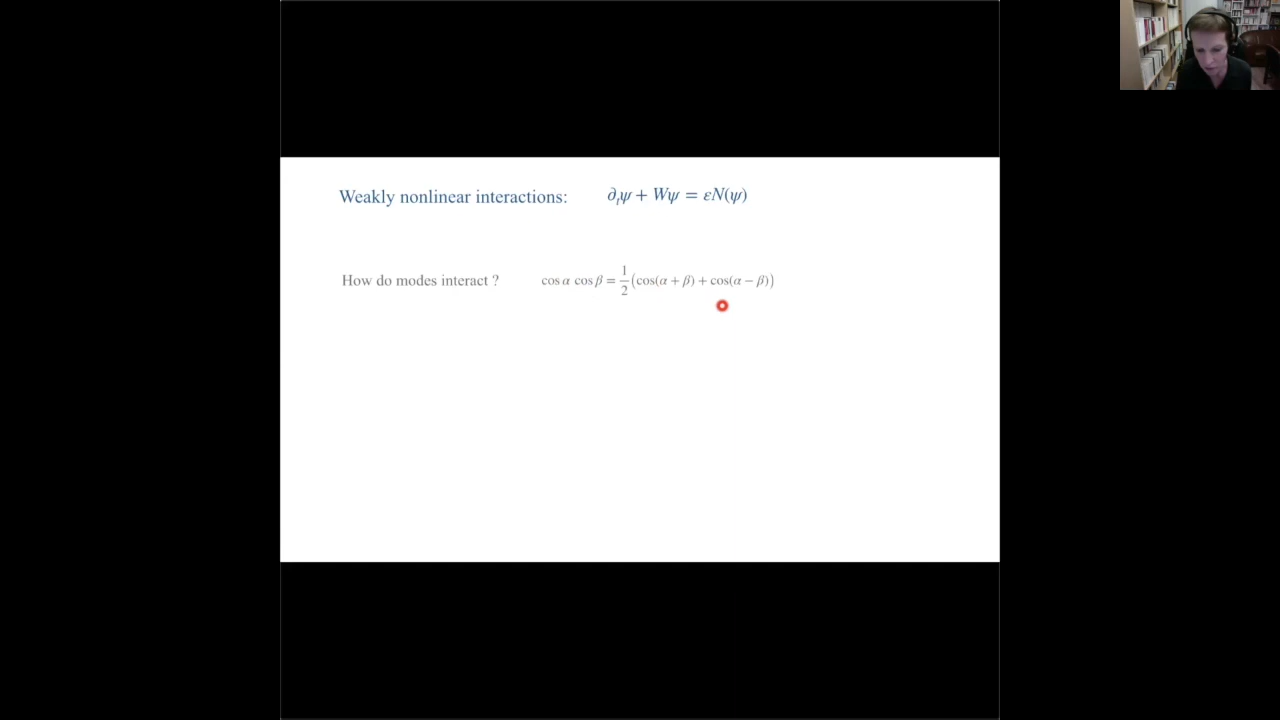 Weakly nonlinear interactions: ∂ₜψ + Wψ = εN(ψ)
How do modes interact ? cos α cos β = 1/2 (cos(α + β) + cos(α − β))